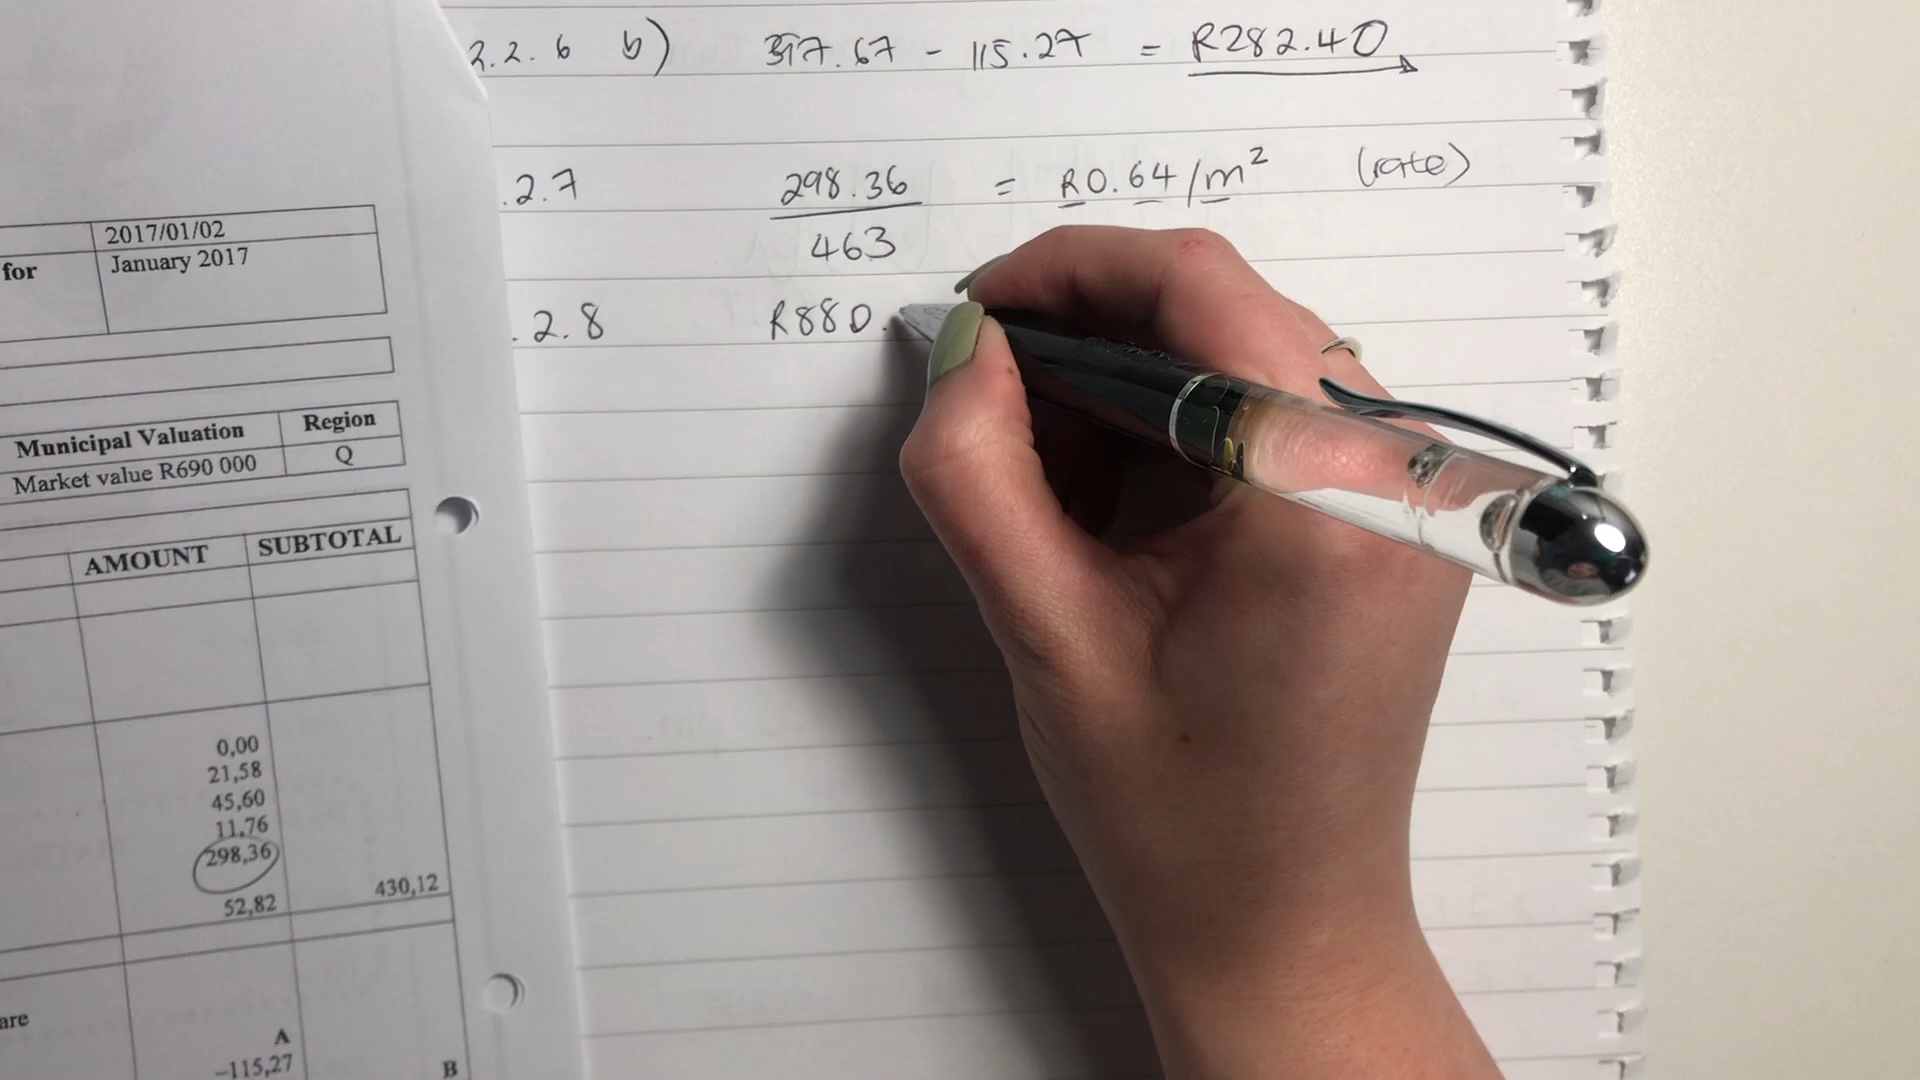 2.2.6 b) 397.67 - 115.27 = R282.40
.2.7 298.36 = R0.64/m² (rate)
463
.2.8 R880.
2017/01/02
for January 2017
Municipal Valuation Region
Market value R690 000 Q
AMOUNT SUBTOTAL
0,00
21,58
45,60
11,76
298,36
52,82 430,12
are
A
–115,27 B